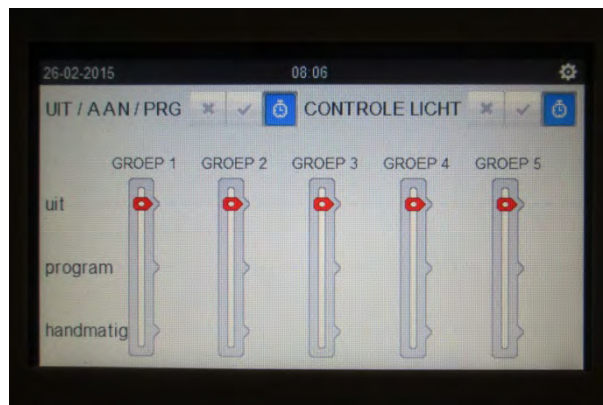 26-02-2015 08:06
UIT / AAN / PRG CONTROLE LICHT
GROEP 1 GROEP 2 GROEP 3 GROEP 4 GROEP 5
uit
program
handmatig